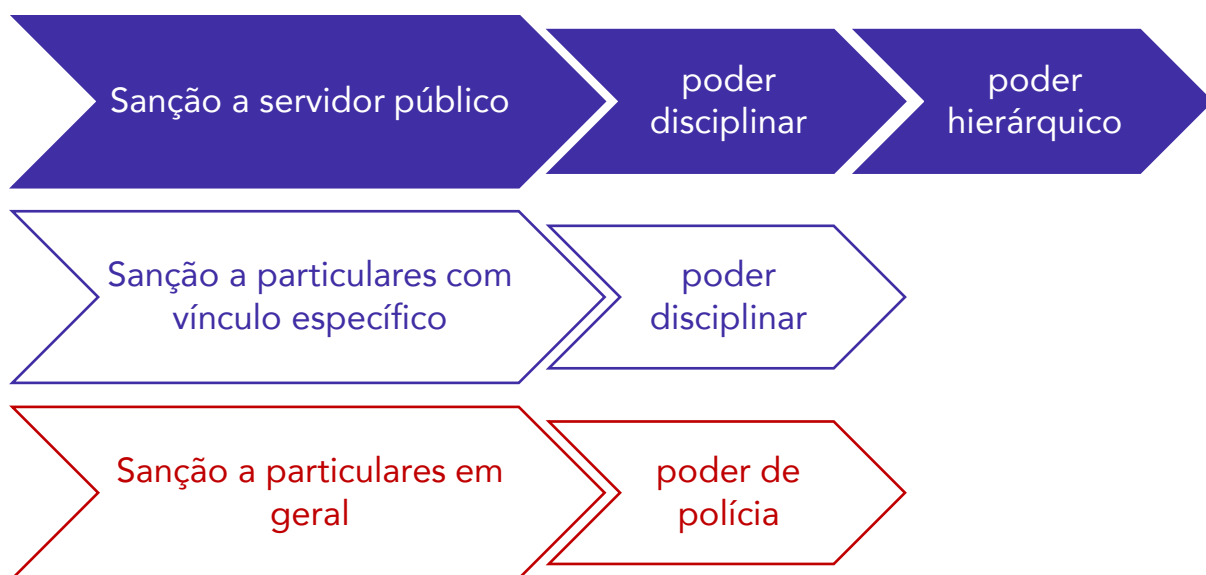 Sanção a servidor público
poder
disciplinar
poder
hierárquico
Sanção a particulares com
vínculo específico
poder
disciplinar
Sanção a particulares em
geral
poder de
polícia